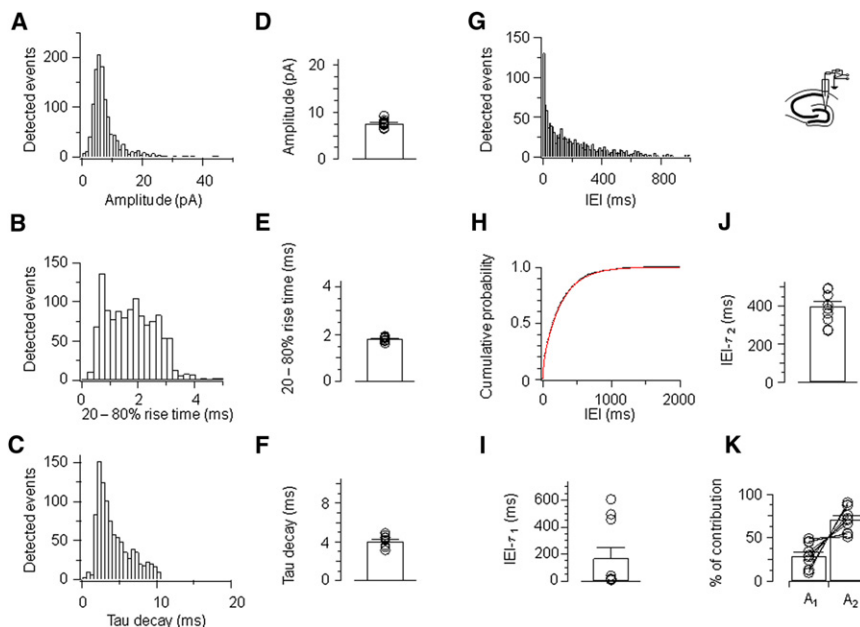 A
Detected events
200
100
0
0
20
40
Amplitude (pA)
B
Detected events
150
100
50
0
0
2
4
20 – 80% rise time (ms)
C
Detected events
150
100
50
0
0
10
20
Tau decay (ms)
D
Amplitude (pA)
20
10
0
E
20 – 80% rise time (ms)
4
2
0
F
Tau decay (ms)
8
4
0
G
Detected events
150
100
50
0
0
400
800
IEI (ms)
H
Cumulative probability
1.0
0.5
0
0
1000
2000
IEI (ms)
I
IEI-τ1 (ms)
600
400
200
0
J
IEI-τ2 (ms)
400
200
0
K
% of contribution
100
50
0
A1
A2